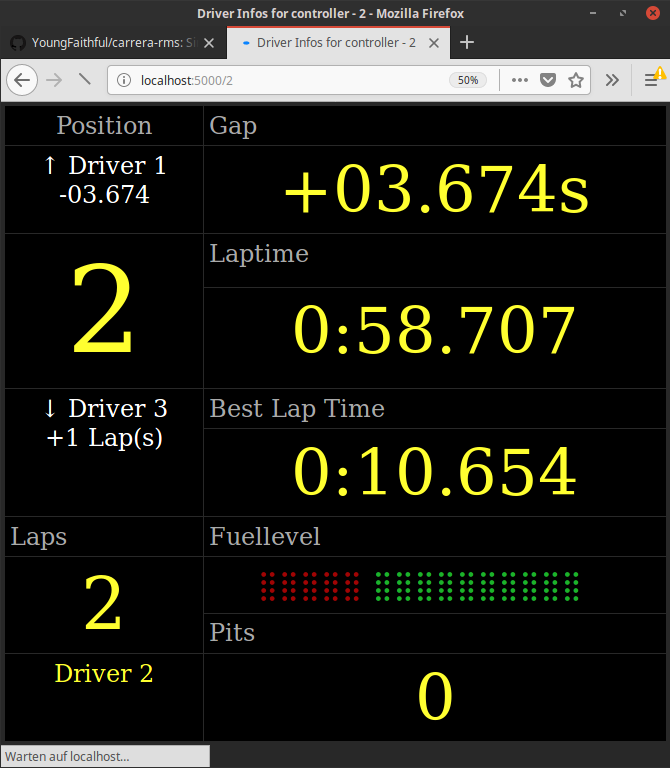 Driver Infos for controller - 2 - Mozilla Firefox
YoungFaithful/carrera-rms: Si
Driver Infos for controller - 2
localhost:5000/2
50%
Position
Gap
↑ Driver 1
-03.674
+03.674s
2
Laptime
0:58.707
↓ Driver 3
+1 Lap(s)
Best Lap Time
0:10.654
Laps
Fuellevel
2
Pits
Driver 2
0
Warten auf localhost...